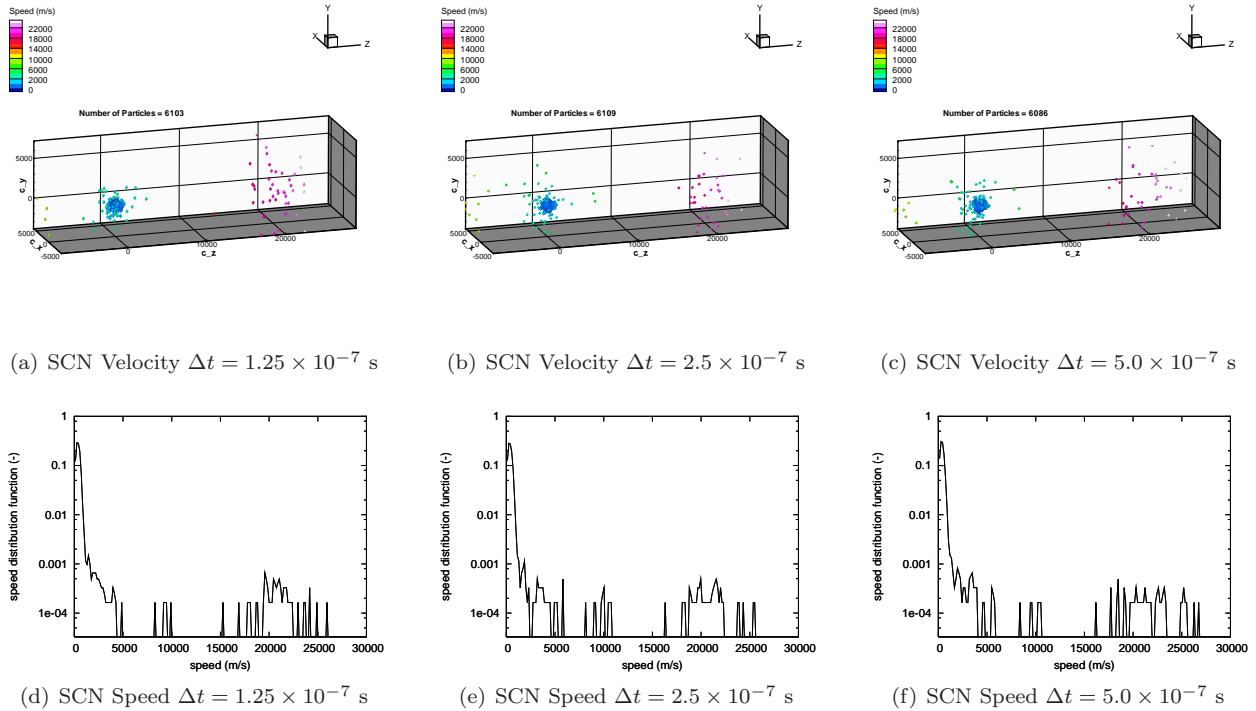 Speed (m/s)
22000
18000
14000
10000
6000
2000
0
Y
X
Z
Number of Particles = 6103
5000
0
c_y
5000
0
-5000
c_x
0
10000
20000
c_z
Speed (m/s)
22000
18000
14000
10000
6000
2000
0
Y
X
Z
Number of Particles = 6109
5000
0
c_y
5000
0
-5000
c_x
0
10000
20000
c_z
Speed (m/s)
22000
18000
14000
10000
6000
2000
0
Y
X
Z
Number of Particles = 6086
5000
0
c_y
5000
0
-5000
c_x
0
10000
20000
c_z
(a) SCN Velocity Δt = 1.25 × 10⁻⁷ s
(b) SCN Velocity Δt = 2.5 × 10⁻⁷ s
(c) SCN Velocity Δt = 5.0 × 10⁻⁷ s
1
0.1
0.01
0.001
1e-04
speed distribution function (-)
0 5000 10000 15000 20000 25000 30000
speed (m/s)
1
0.1
0.01
0.001
1e-04
speed distribution function (-)
0 5000 10000 15000 20000 25000 30000
speed (m/s)
1
0.1
0.01
0.001
1e-04
speed distribution function (-)
0 5000 10000 15000 20000 25000 30000
speed (m/s)
(d) SCN Speed Δt = 1.25 × 10⁻⁷ s
(e) SCN Speed Δt = 2.5 × 10⁻⁷ s
(f) SCN Speed Δt = 5.0 × 10⁻⁷ s